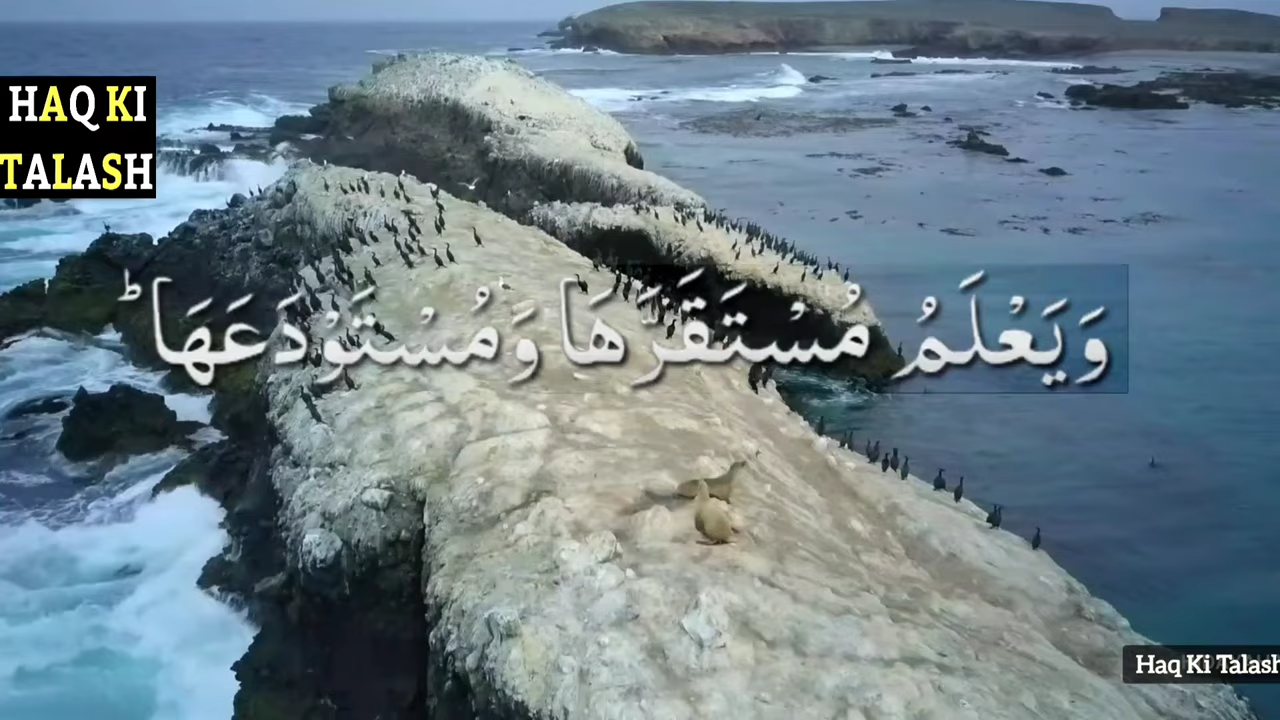 HAQ KI
TALASH
وَيَعْلَمُ مُسْتَقَرَّهَا وَمُسْتَوْدَعَهَا ؕ
Haq Ki Talash